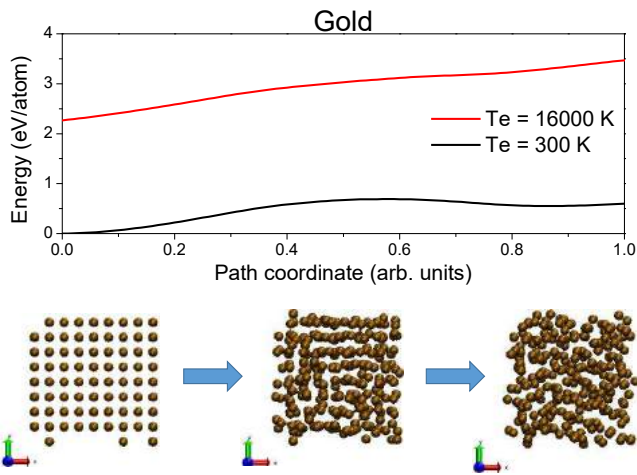 Gold
4
3
2
1
0
Energy (eV/atom)
Te = 16000 K
Te = 300 K
0.0 0.2 0.4 0.6 0.8 1.0
Path coordinate (arb. units)